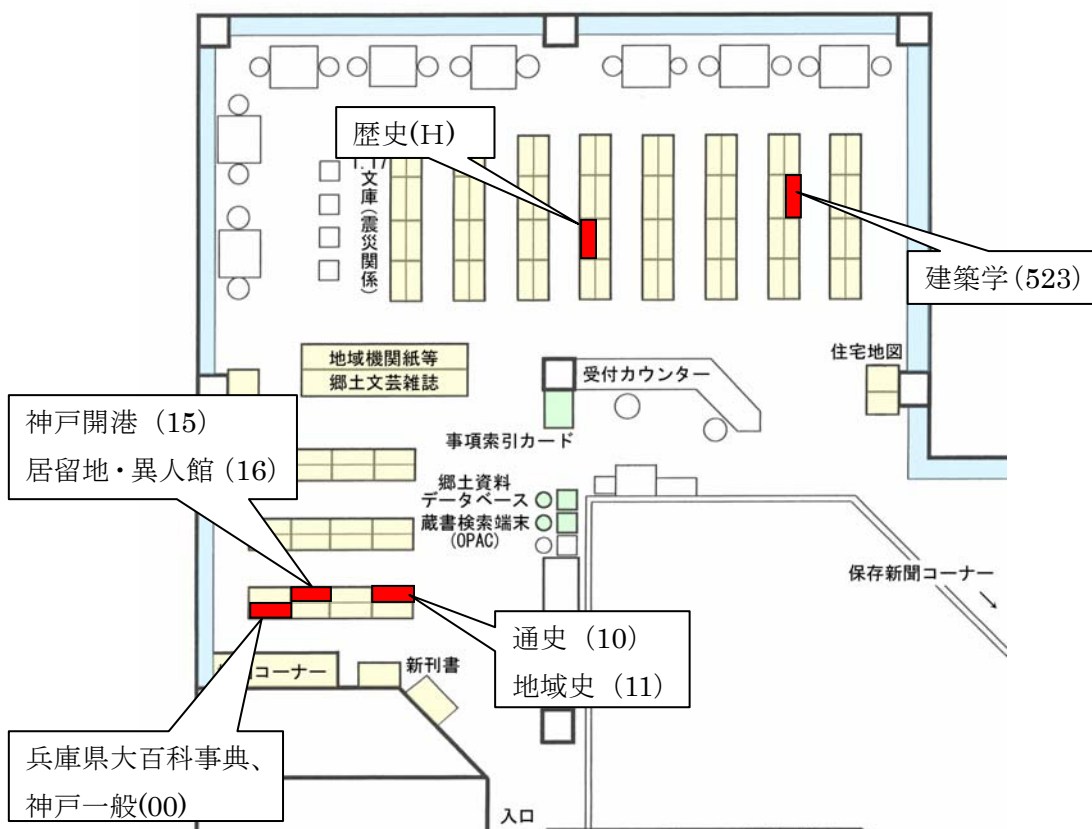 歴史(H)
1.17
文庫(震災関係)
建築学(523)
地域機関紙等
郷土文芸雑誌
受付カウンター
住宅地図
事項索引カード
神戸開港 (15)
居留地・異人館(16)
郷土資料
データベース
蔵書検索端末
(OPAC)
保存新聞コーナー
通史 (10)
地域史 (11)
コーナー
新刊書
兵庫県大百科事典、
神戸一般(00)
入口